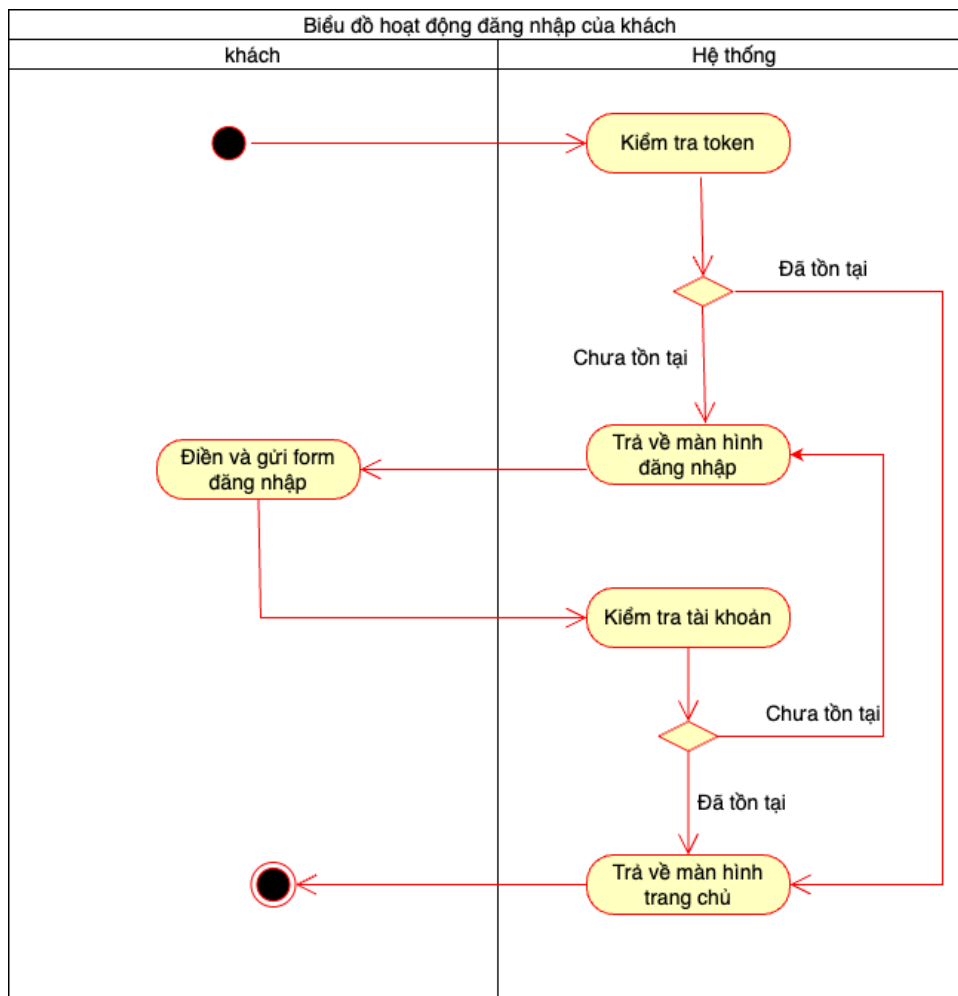 Biểu đồ hoạt động đăng nhập của khách
khách
Hệ thống
Kiểm tra token
Đã tồn tại
Chưa tồn tại
Điền và gửi form
đăng nhập
Trả về màn hình
đăng nhập
Kiểm tra tài khoản
Chưa tồn tại
Đã tồn tại
Trả về màn hình
trang chủ